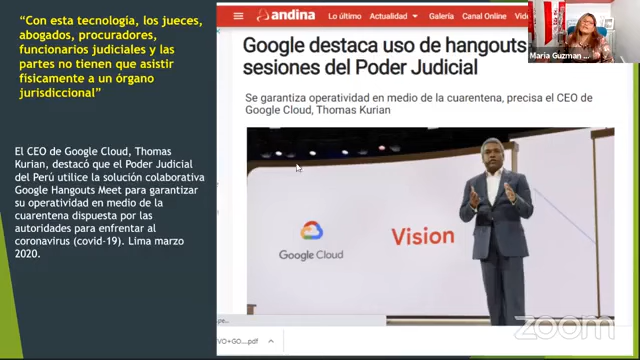 “Con esta tecnología, los jueces,
abogados, procuradores,
funcionarios judiciales y las
partes no tienen que asistir
físicamente a un órgano
jurisdiccional”
El CEO de Google Cloud, Thomas
Kurian, destacó que el Poder Judicial
del Perú utilice la solución colaborativa
Google Hangouts Meet para garantizar
su operatividad en medio de la
cuarentena dispuesta por las
autoridades para enfrentar al
coronavirus (covid-19). Lima marzo
2020.
andina
Lo último Actualidad Galería Canal Online
Google destaca uso de hangouts
sesiones del Poder Judicial
Se garantiza operatividad en medio de la cuarentena, precisa el CEO de
Google Cloud, Thomas Kurian
Google Cloud
Vision
VO+GO....pdf
Maria Guzman ...
zoom